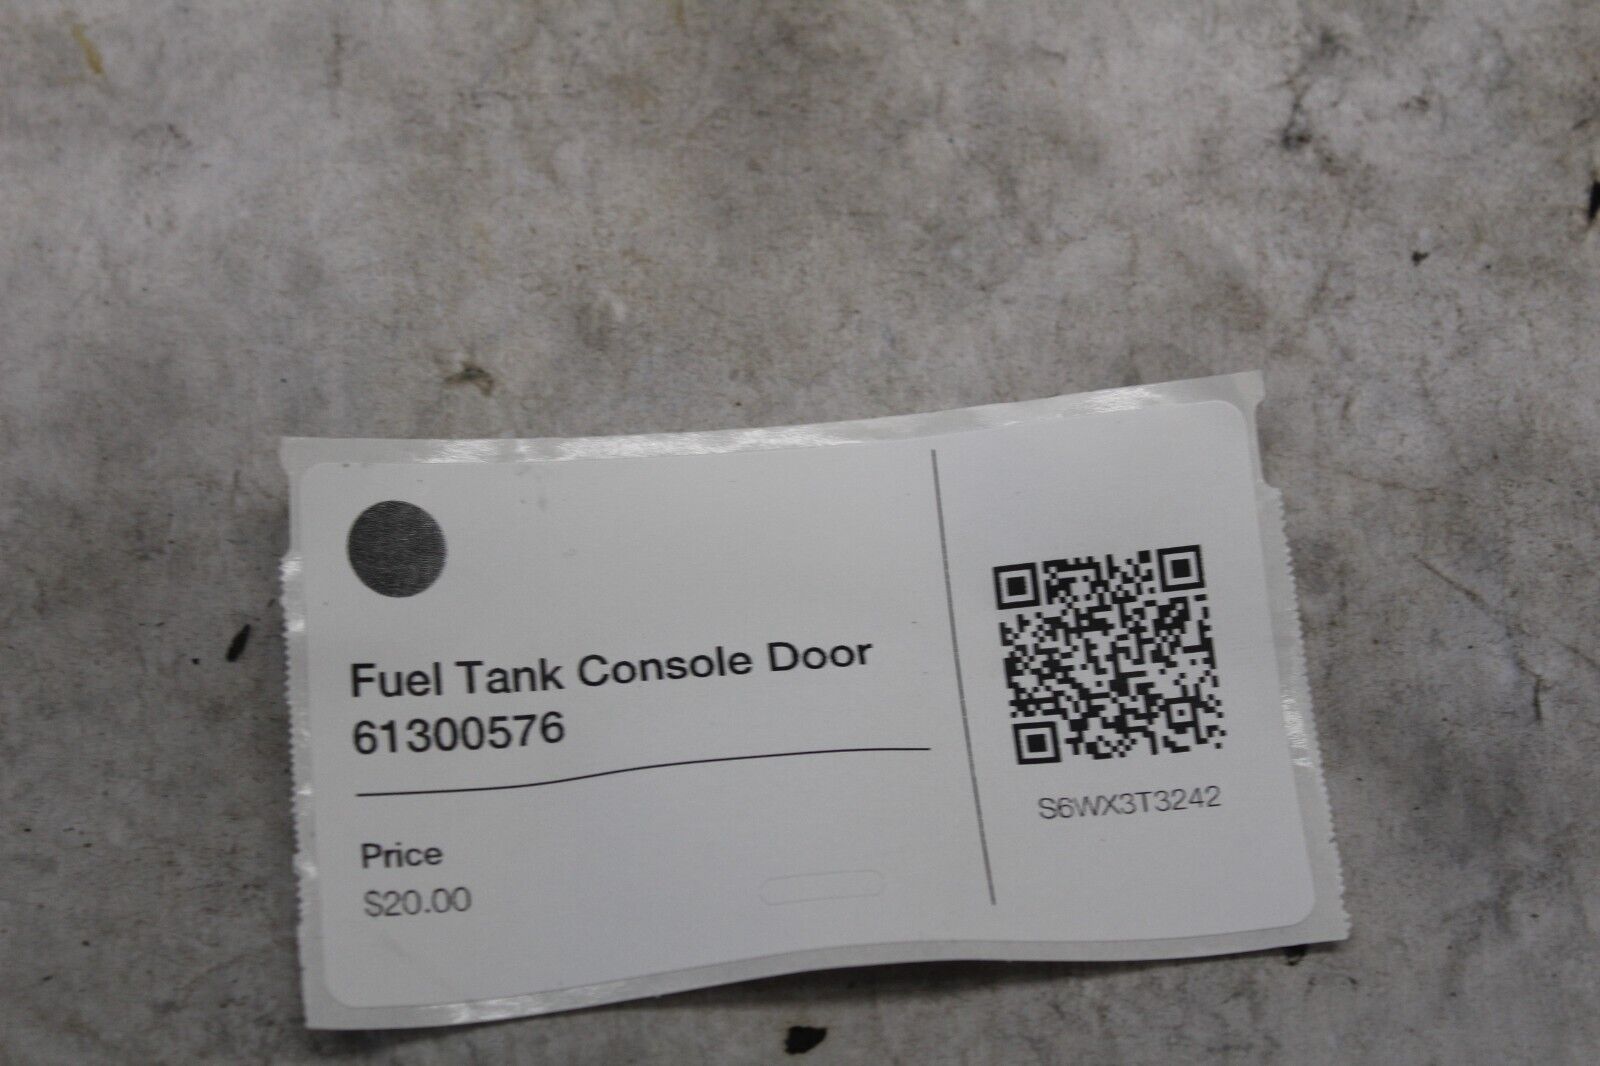 Fuel Tank Console Door
61300576
Price
$20.00
S6WX3T3242